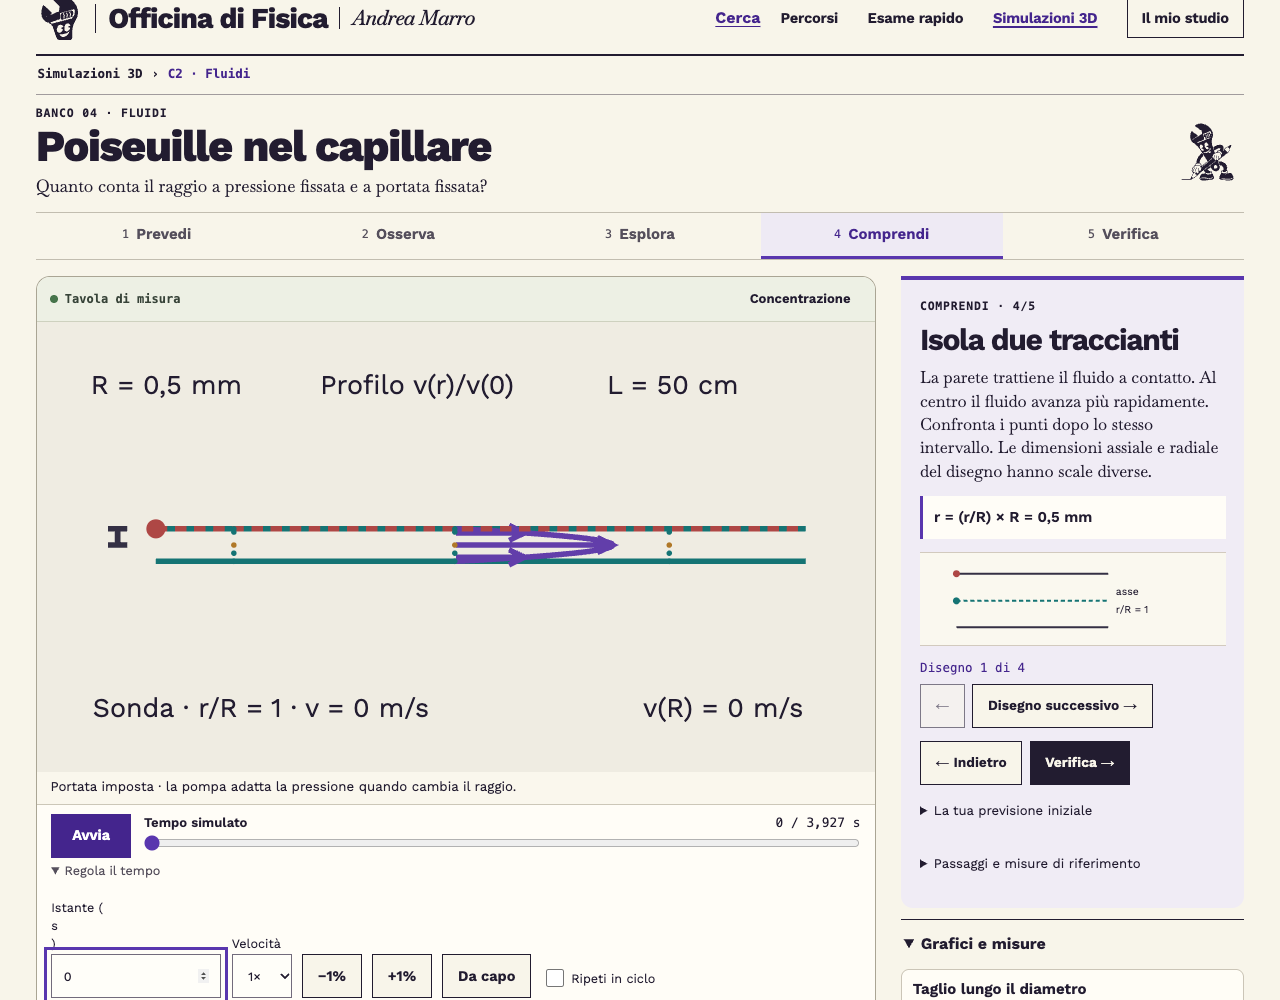 Officina di Fisica
Andrea Marro
Cerca
Percorsi
Esame rapido
Simulazioni 3D
Il mio studio
Simulazioni 3D › C2 · Fluidi
BANCO 04 · FLUIDI
Poiseuille nel capillare
Quanto conta il raggio a pressione fissata e a portata fissata?
1 Prevedi
2 Osserva
3 Esplora
4 Comprendi
5 Verifica
Tavola di misura
Concentrazione
R = 0,5 mm
Profilo v(r)/v(0)
L = 50 cm
Sonda · r/R = 1 · v = 0 m/s
v(R) = 0 m/s
Portata imposta · la pompa adatta la pressione quando cambia il raggio.
Avvia
Tempo simulato
0 / 3,927 s
▼ Regola il tempo
Istante (
s
)
0
Velocità
1×
−1%
+1%
Da capo
Ripeti in ciclo
COMPRENDI · 4/5
Isola due traccianti
La parete trattiene il fluido a contatto. Al
centro il fluido avanza più rapidamente.
Confronta i punti dopo lo stesso
intervallo. Le dimensioni assiale e radiale
del disegno hanno scale diverse.
r = (r/R) × R = 0,5 mm
asse
r/R = 1
Disegno 1 di 4
←
Disegno successivo →
← Indietro
Verifica →
▶ La tua previsione iniziale
▶ Passaggi e misure di riferimento
▼ Grafici e misure
Taglio lungo il diametro